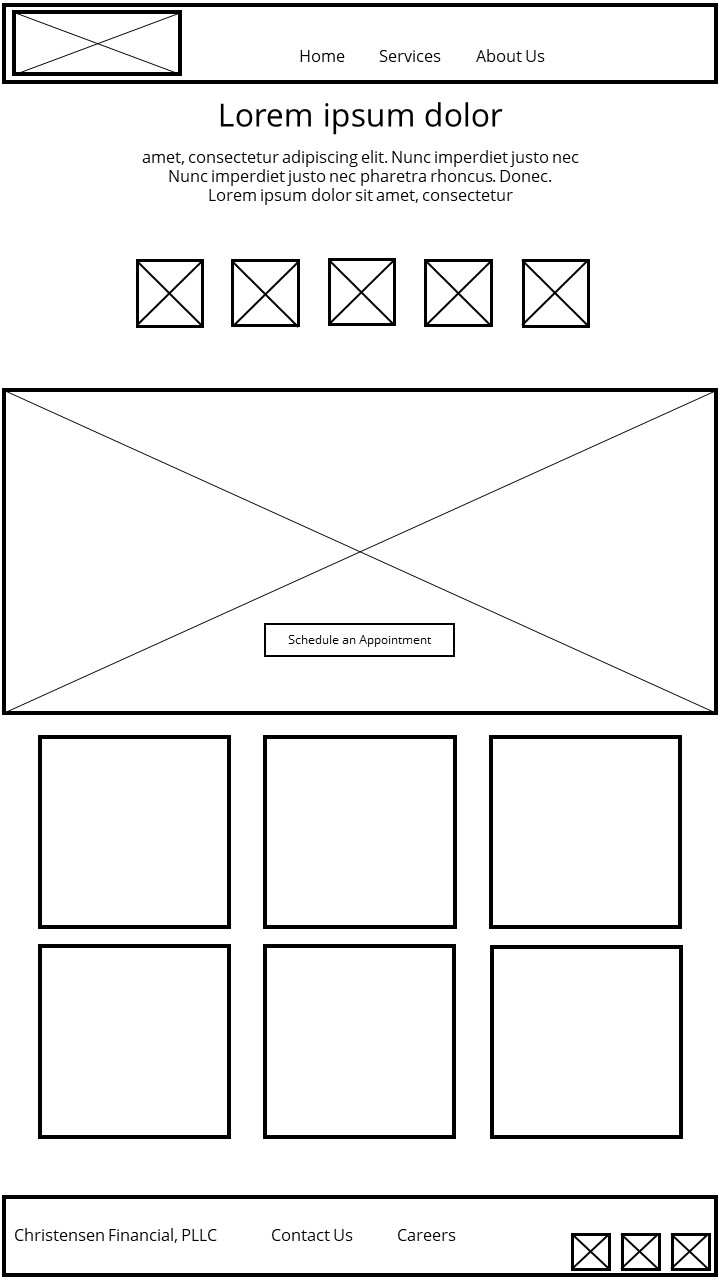 Home Services About Us
Lorem ipsum dolor
amet, consectetur adipiscing elit. Nunc imperdiet justo nec
Nunc imperdiet justo nec pharetra rhoncus. Donec.
Lorem ipsum dolor sit amet, consectetur
Schedule an Appointment
Christensen Financial, PLLC Contact Us Careers